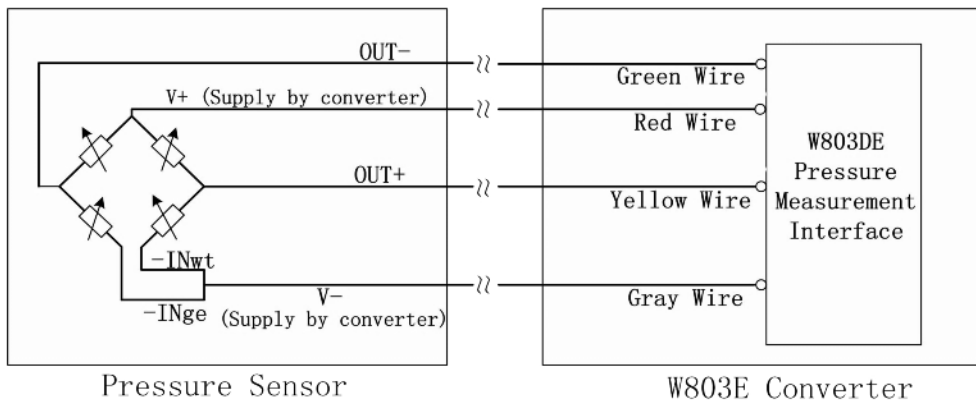 OUT-
Green Wire
V+ (Supply by converter)
Red Wire
W803DE
Pressure
Measurement
Interface
OUT+
Yellow Wire
-INwt
-INge
V-
(Supply by converter)
Gray Wire
Pressure Sensor
W803E Converter